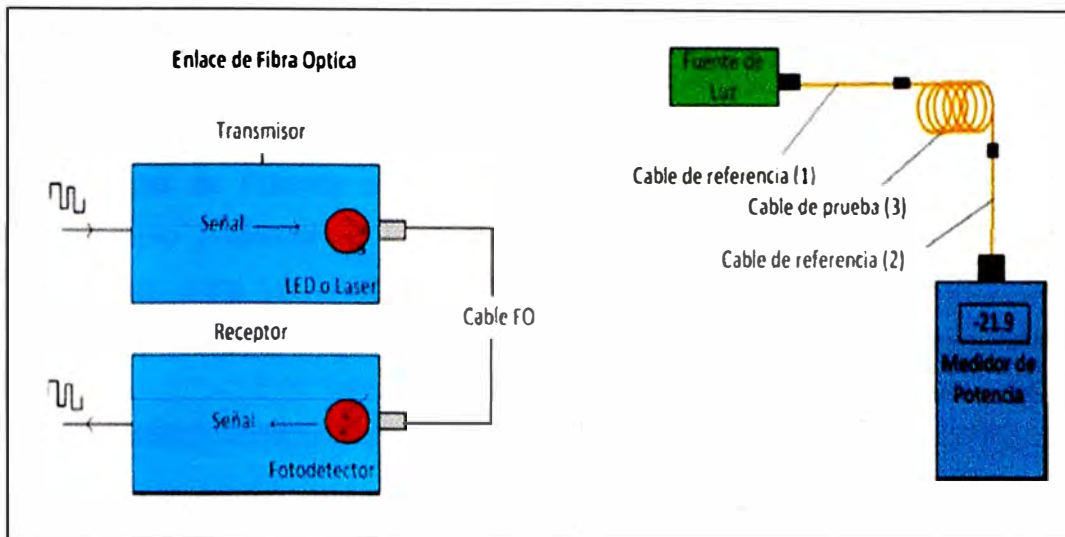 Enlace de Fibra Optica
Transmisor
Señal
LED o Laser
Cable FO
Receptor
Señal
Fotodetector
Fuente de
Luz
Cable de referencia (1)
Cable de prueba (3)
Cable de referencia (2)
-21.9
Medidor de
Potencia